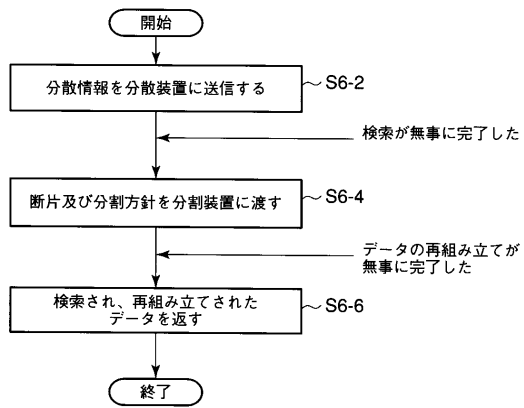 開始
分散情報を分散装置に送信する
S6-2
検索が無事に完了した
断片及び分割方針を分割装置に渡す
S6-4
データの再組み立てが
無事に完了した
検索され、再組み立てされた
データを返す
S6-6
終了